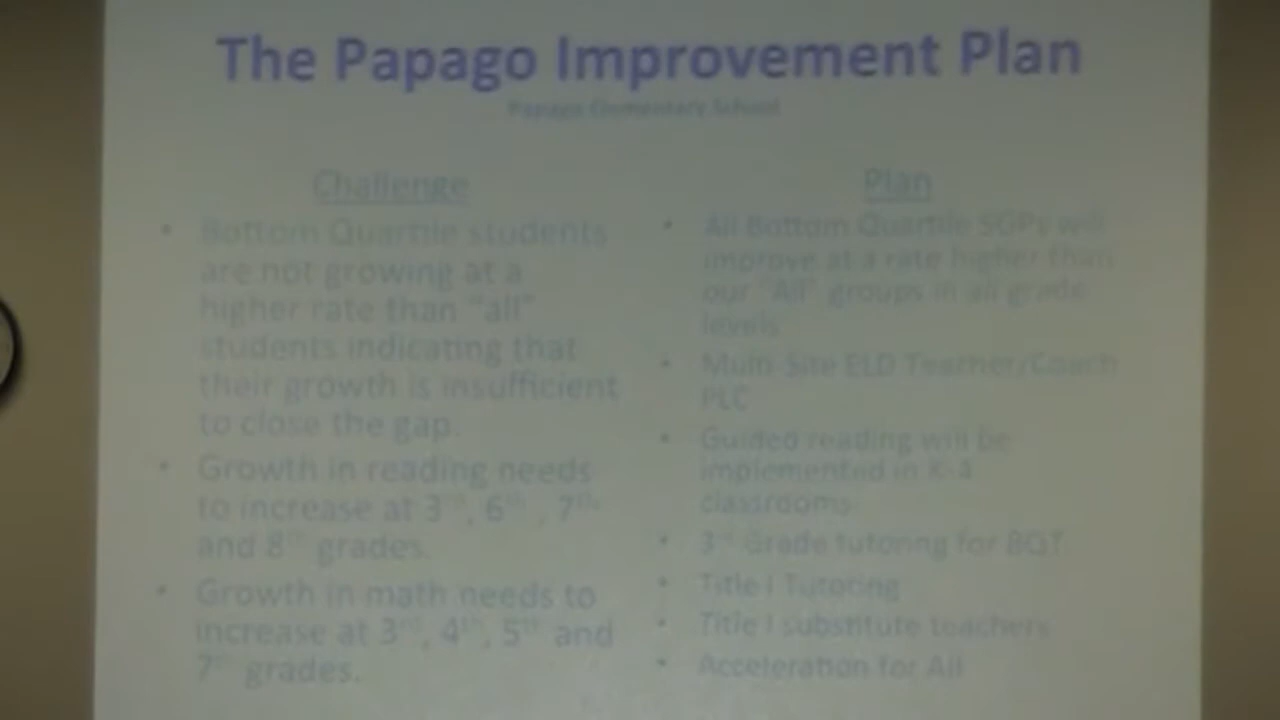 The Papago Improvement Plan
Papago Elementary School
Challenge
• Bottom Quartile students
are not growing at a
higher rate than "all"
students indicating that
their growth is insufficient
to close the gap.
• Growth in reading needs
to increase at 3rd, 6th, 7th
and 8th grades.
• Growth in math needs to
increase at 3rd, 4th, 5th and
7th grades.
Plan
• All Bottom Quartile SGPs will
improve at a rate higher than
our "All" groups in all grade
levels
• Multi-Site ELD Teacher/Coach
PLC
• Guided reading will be
implemented in K-3
classrooms
• 3rd Grade tutoring for BQT
• Title I Tutoring
• Title I substitute teachers
• Acceleration for All